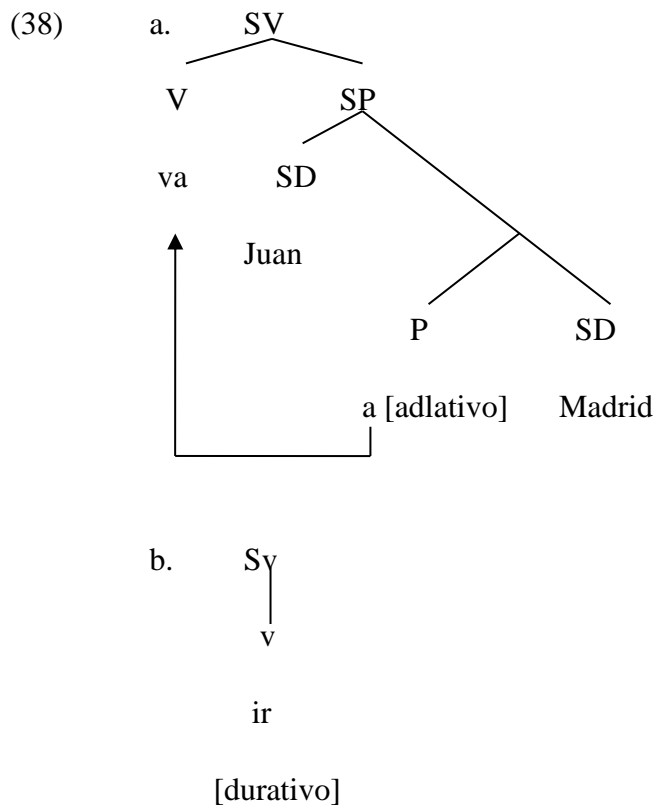 (38) a. SV
V SP
va SD
Juan
P SD
a [adlativo] Madrid
b. Sv
v
ir
[durativo]